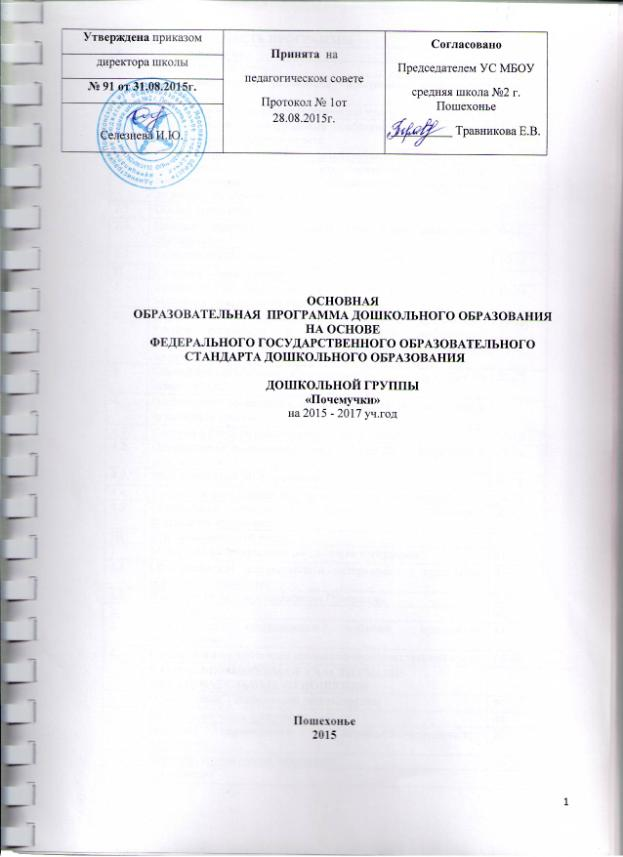 Утверждена приказом
директора школы
№ 91 от 31.08.2015г.
Селезнева И.Ю.
Принята на
педагогическом совете
Протокол № 1от
28.08.2015г.
Согласовано
Председателем УС МБОУ
средняя школа №2 г.
Пошехонье
Травникова Е.В.
ОСНОВНАЯ
ОБРАЗОВАТЕЛЬНАЯ ПРОГРАММА ДОШКОЛЬНОГО ОБРАЗОВАНИЯ
НА ОСНОВЕ
ФЕДЕРАЛЬНОГО ГОСУДАРСТВЕННОГО ОБРАЗОВАТЕЛЬНОГО
СТАНДАРТА ДОШКОЛЬНОГО ОБРАЗОВАНИЯ
ДОШКОЛЬНОЙ ГРУППЫ
«Почемучки»
на 2015 - 2017 уч.год
Пошехонье
2015
1